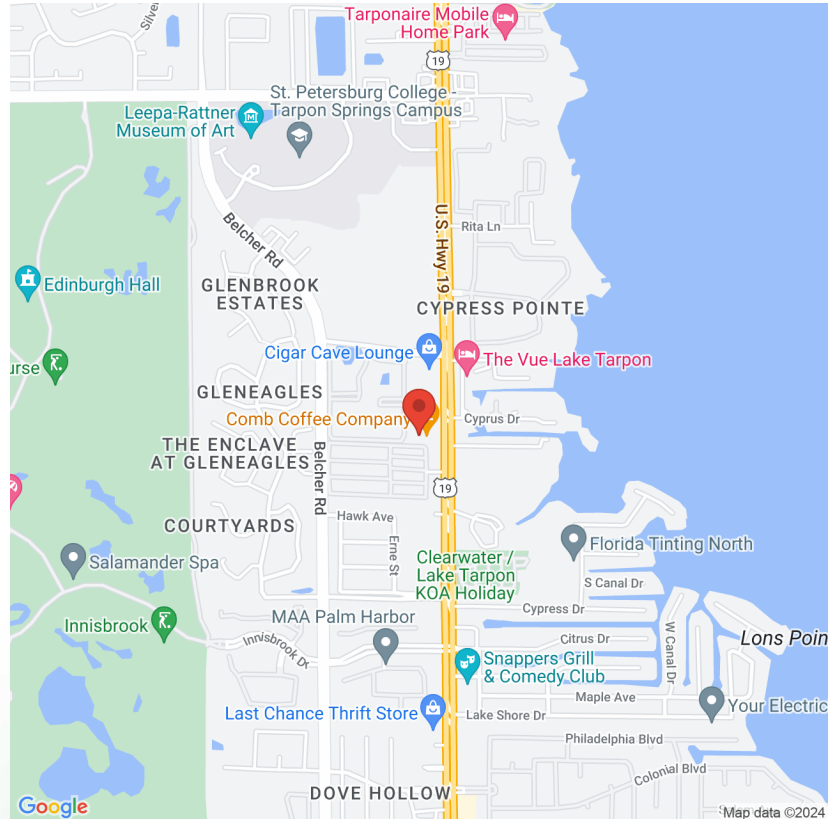 Silver
Tarponaire Mobile
Home Park
19
St. Petersburg College -
Tarpon Springs Campus
Leepa-Rattner
Museum of Art
U.S. Hwy 19
Rita Ln
Belcher Rd
Edinburgh Hall
GLENBROOK
ESTATES
CYPRESS POINTE
Cigar Cave Lounge
The Vue Lake Tarpon
urse
GLENEAGLES
Comb Coffee Company
Cyprus Dr
THE ENCLAVE
AT GLENEAGLES
Belcher Rd
19
Hawk Ave
COURTYARDS
Erne St
Florida Tinting North
Salamander Spa
Clearwater /
Lake Tarpon
KOA Holiday
S Canal Dr
Cypress Dr
Innisbrook
MAA Palm Harbor
Innisbrook Dr
Citrus Dr
W Canal Dr
Lons Poin
Snappers Grill
& Comedy Club
Maple Ave
Last Chance Thrift Store
Lake Shore Dr
Your Electric
Philadelphia Blvd
Colonial Blvd
DOVE HOLLOW
Google
Map data ©2024